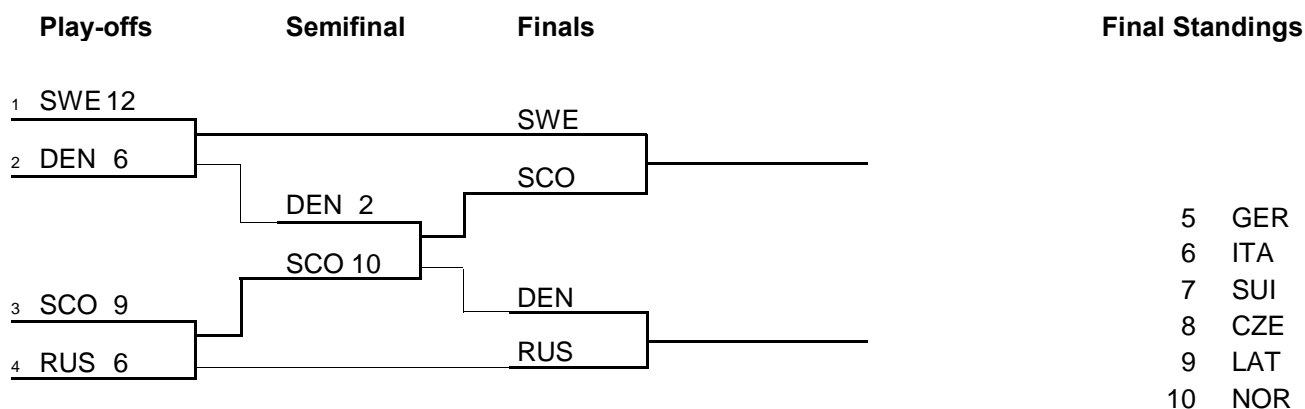 Play-offs Semifinal Finals Final Standings
1 SWE 12
SWE
2 DEN 6
SCO
DEN 2
5 GER
SCO 10
6 ITA
7 SUI
3 SCO 9
DEN
8 CZE
4 RUS 6
RUS
9 LAT
10 NOR